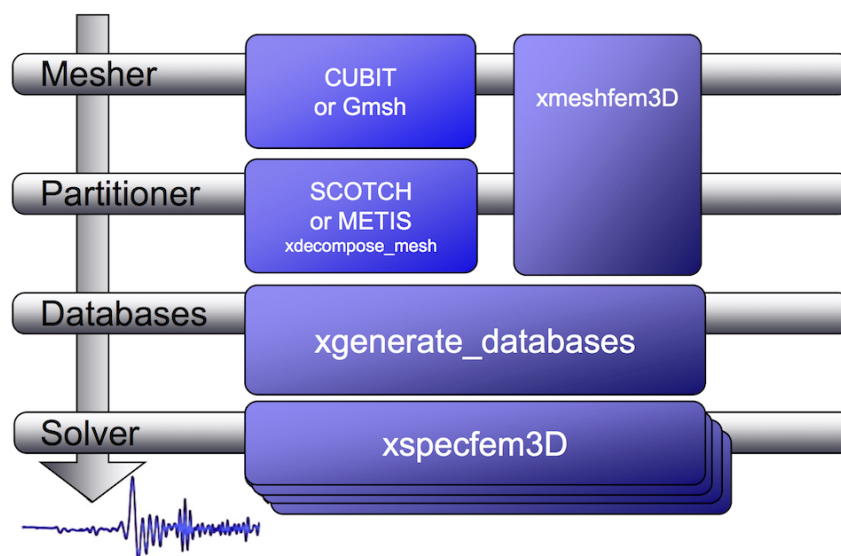 Mesher
CUBIT
or Gmsh
xmeshfem3D
Partitioner
SCOTCH
or METIS
xdecompose_mesh
Databases
xgenerate_databases
Solver
xspecfem3D